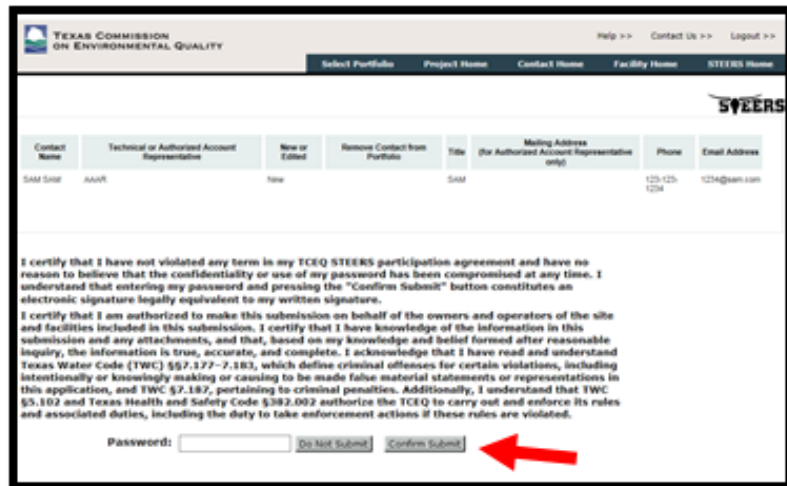 TEXAS COMMISSION
ON ENVIRONMENTAL QUALITY
Help >> Contact Us >> Logout >>
Select Portfolio Project Home Contact Home Facility Home STEERS Home
STEERS
Contact Name Technical or Authorized Account Representative New or Edited Remove Contact from Portfolio Title Mailing Address (for Authorized Account Representative only) Phone Email Address
SAM SAM AAAR New SAM 123-123-1234 1234@sam.com
I certify that I have not violated any term in my TCEQ STEERS participation agreement and have no
reason to believe that the confidentiality or use of my password has been compromised at any time. I
understand that entering my password and pressing the "Confirm Submit" button constitutes an
electronic signature legally equivalent to my written signature.
I certify that I am authorized to make this submission on behalf of the owners and operators of the site
and facilities included in this submission. I certify that I have knowledge of the information in this
submission and any attachments, and that, based on my knowledge and belief formed after reasonable
inquiry, the information is true, accurate, and complete. I acknowledge that I have read and understand
Texas Water Code (TWC) §§7.177-7.183, which define criminal offenses for certain violations, including
intentionally or knowingly making or causing to be made false material statements or representations in
this application, and TWC §7.187, pertaining to criminal penalties. Additionally, I understand that TWC
§5.102 and Texas Health and Safety Code §382.002 authorize the TCEQ to carry out and enforce its rules
and associated duties, including the duty to take enforcement actions if these rules are violated.
Password: Do Not Submit Confirm Submit